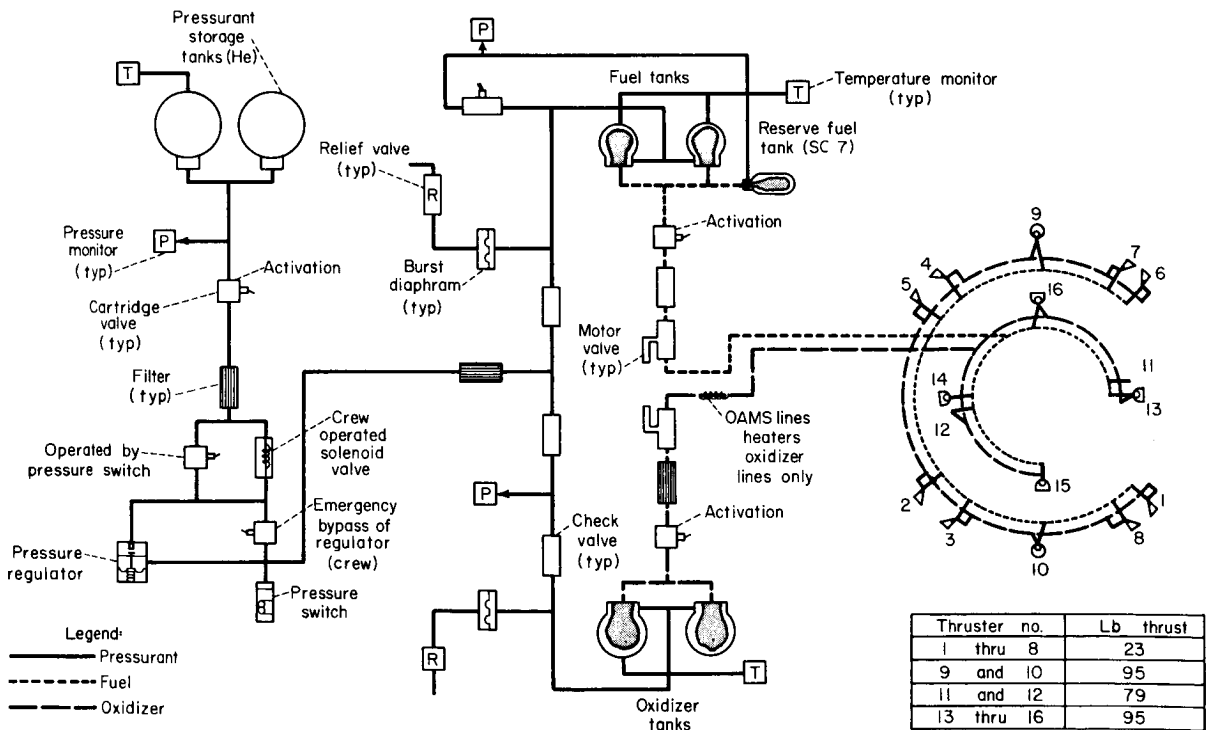 Pressurant
storage
tanks (He)
T
P
Pressure
monitor
(typ)
Activation
Cartridge
valve
(typ)
Filter
(typ)
Operated by
pressure switch
Crew
operated
solenoid
valve
Emergency
bypass of
regulator
(crew)
Pressure
regulator
Pressure
switch
Legend:
Pressurant
Fuel
Oxidizer
P
Fuel tanks
T
Temperature monitor
(typ)
Reserve fuel
tank (SC 7)
Relief valve
(typ)
R
Burst
diaphram
(typ)
Activation
Motor
valve
(typ)
OAMS lines
heaters
oxidizer
lines only
P
Check
valve
(typ)
Activation
R
T
Oxidizer
tanks
9
7
6
4
5
16
11
13
14
12
15
2
3
10
8
1
Thruster no. Lb thrust
1 thru 8 23
9 and 10 95
11 and 12 79
13 thru 16 95